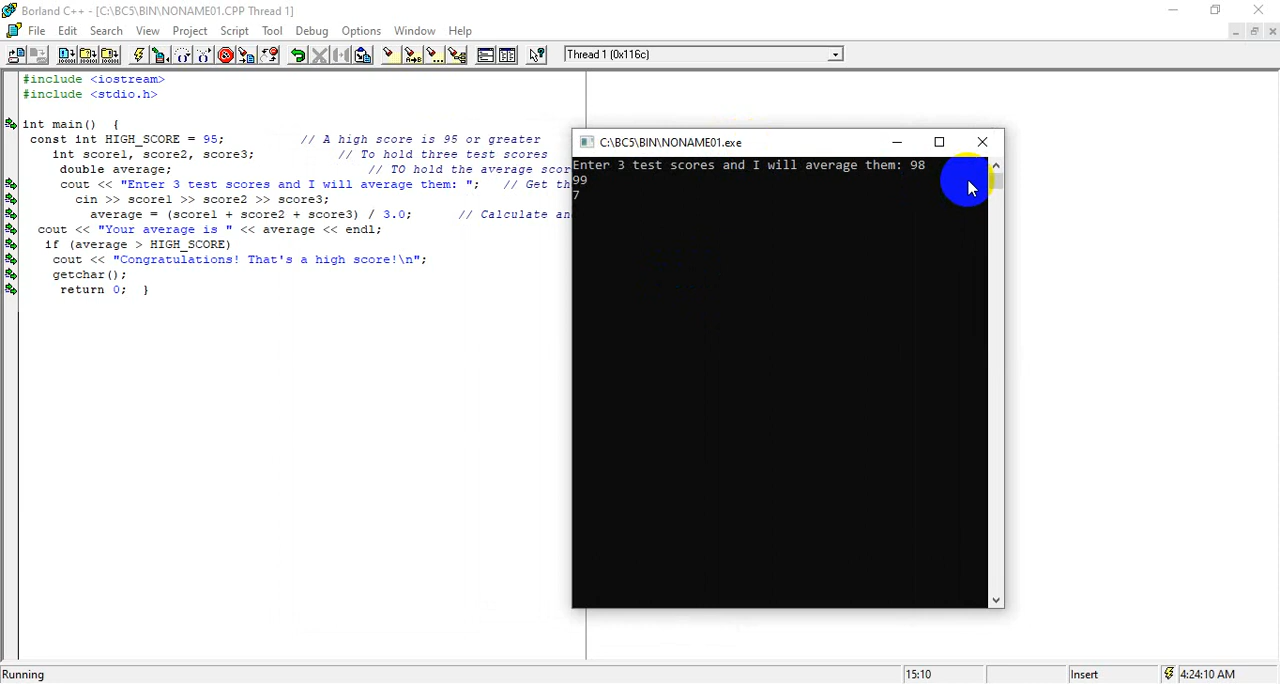 Borland C++ - [C:\BC5\BIN\NONAME01.CPP Thread 1]
File Edit Search View Project Script Tool Debug Options Window Help
Thread 1 (0x116c)
#include <iostream>
#include <stdio.h>
int main() {
const int HIGH_SCORE = 95; // A high score is 95 or greater
int score1, score2, score3; // To hold three test scores
double average; // TO hold the average scor
cout << "Enter 3 test scores and I will average them: "; // Get th
cin >> score1 >> score2 >> score3;
average = (score1 + score2 + score3) / 3.0; // Calculate an
cout << "Your average is " << average << endl;
if (average > HIGH_SCORE)
cout << "Congratulations! That's a high score!\n";
getchar();
return 0; }
C:\BC5\BIN\NONAME01.exe
Enter 3 test scores and I will average them: 98
99
7
Running 15:10 Insert 4:24:10 AM